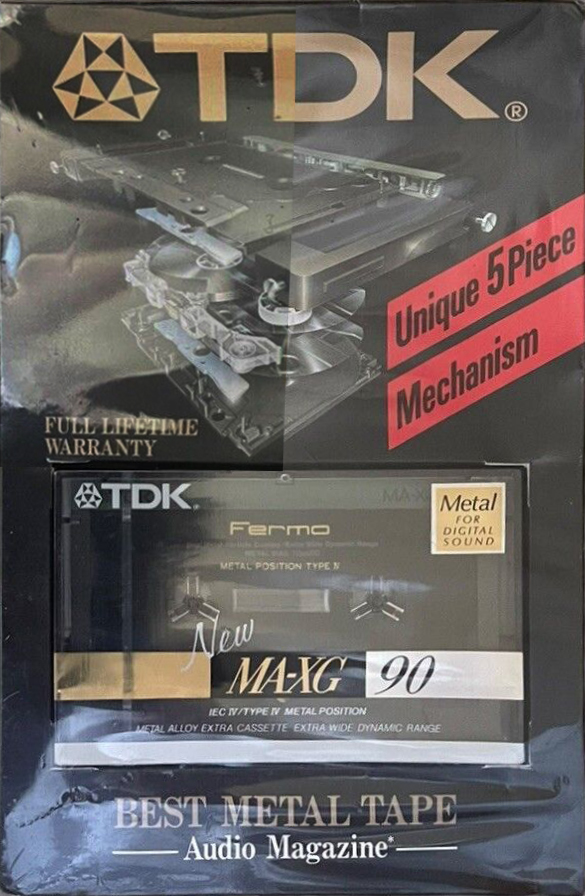 TDK®
Unique 5 Piece
Mechanism
FULL LIFETIME
WARRANTY
TDK.
Metal
FOR
DIGITAL
SOUND
Fermo
METAL POSITION TYPE IV
New
MA-XG 90
IEC IV/TYPE IV METAL POSITION
METAL ALLOY EXTRA CASSETTE EXTRA WIDE DYNAMIC RANGE
BEST METAL TAPE
Audio Magazine*